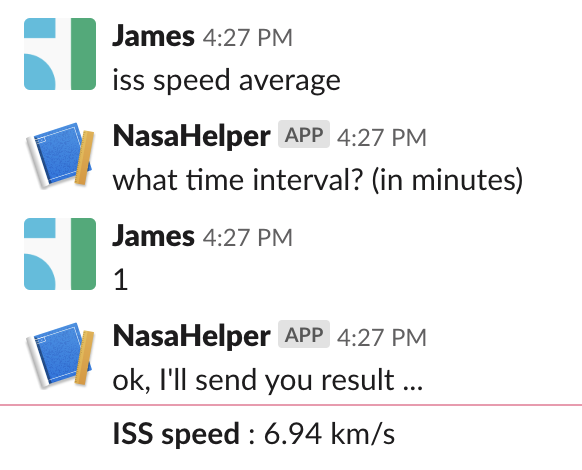 James 4:27 PM
iss speed average
NasaHelper APP 4:27 PM
what time interval? (in minutes)
James 4:27 PM
1
NasaHelper APP 4:27 PM
ok, I'll send you result ...
ISS speed : 6.94 km/s